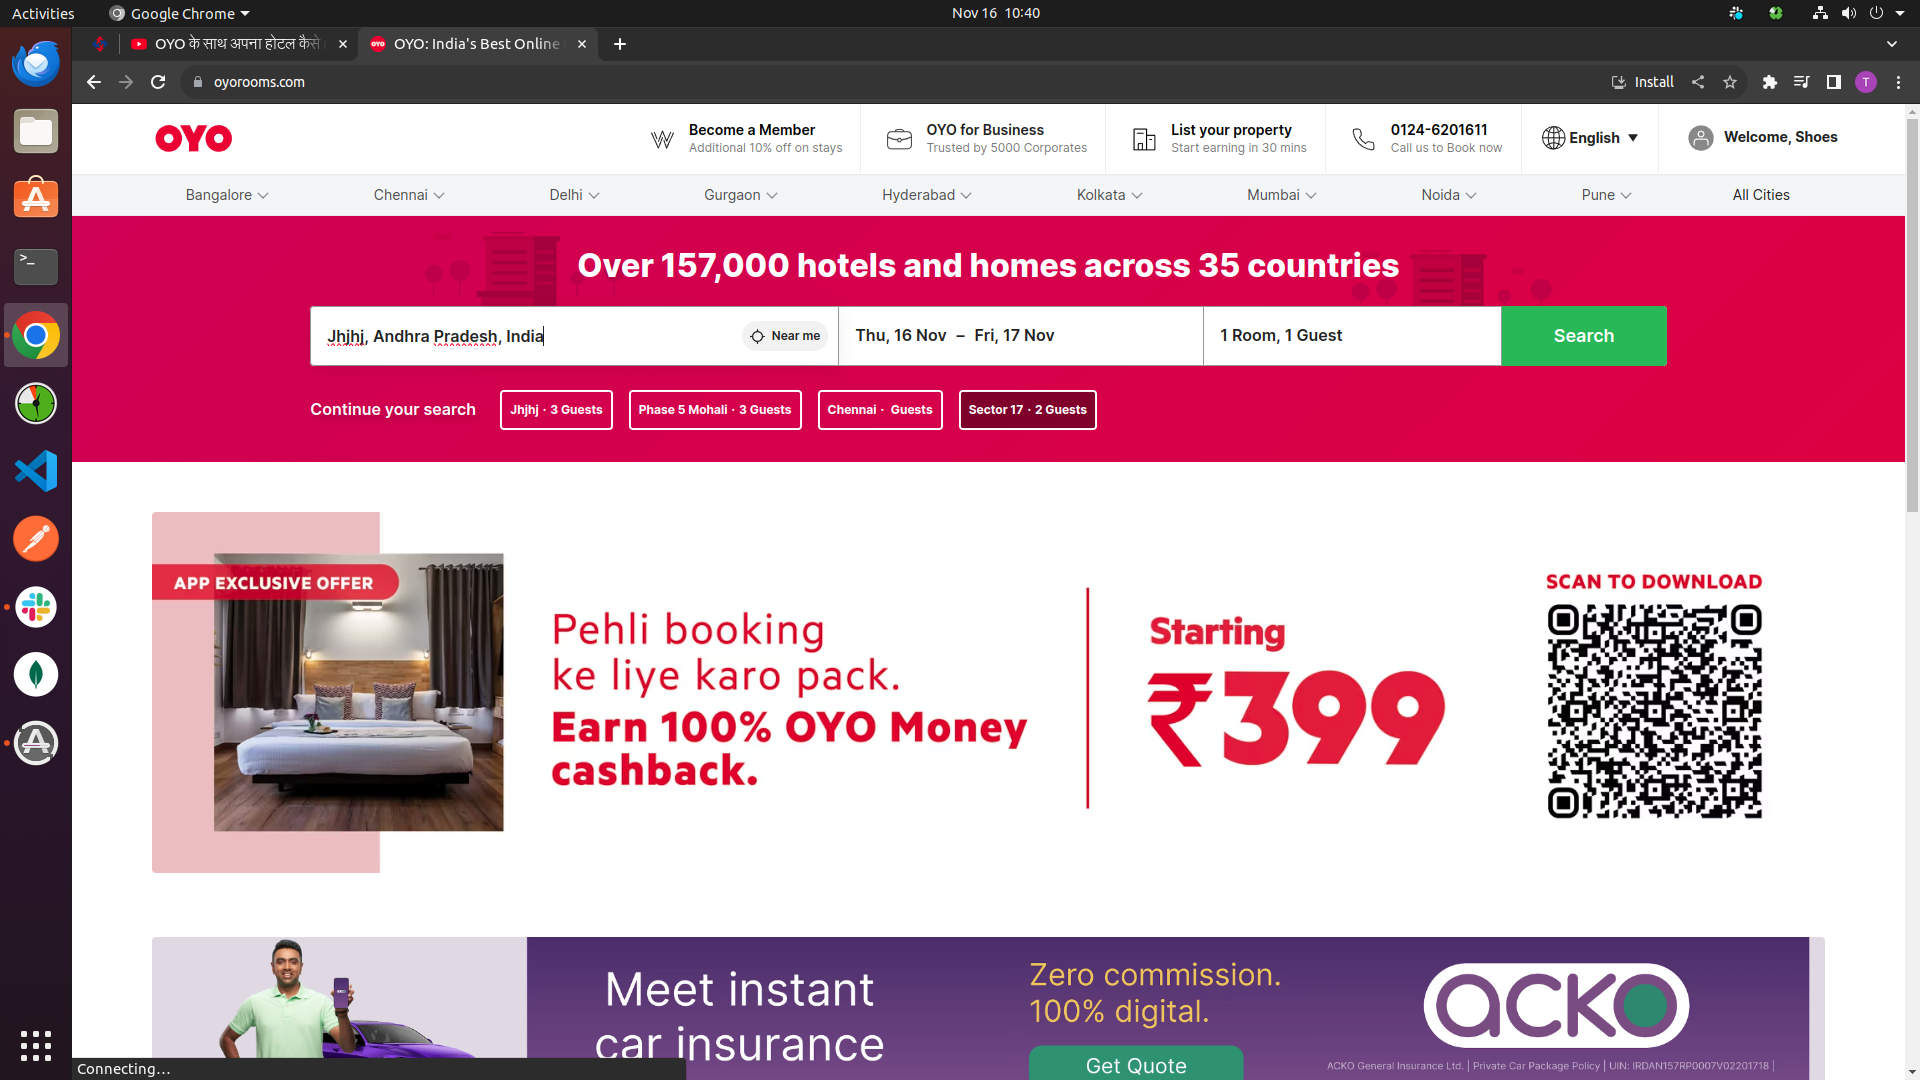 Activities
Google Chrome
Nov 16 10:40
OYO के साथ अपना होटल कैसे
OYO: India's Best Online
oyorooms.com
Install
T
OYO
Become a Member
Additional 10% off on stays
OYO for Business
Trusted by 5000 Corporates
List your property
Start earning in 30 mins
0124-6201611
Call us to Book now
English
Welcome, Shoes
Bangalore
Chennai
Delhi
Gurgaon
Hyderabad
Kolkata
Mumbai
Noida
Pune
All Cities
Over 157,000 hotels and homes across 35 countries
Jhjhj, Andhra Pradesh, India
Near me
Thu, 16 Nov – Fri, 17 Nov
1 Room, 1 Guest
Search
Continue your search
Jhjhj · 3 Guests
Phase 5 Mohali · 3 Guests
Chennai · Guests
Sector 17 · 2 Guests
APP EXCLUSIVE OFFER
Pehli booking
ke liye karo pack.
Earn 100% OYO Money
cashback.
Starting
₹399
SCAN TO DOWNLOAD
Meet instant
car insurance
Zero commission.
100% digital.
Get Quote
acko
ACKO General Insurance Ltd. | Private Car Package Policy | UIN: IRDAN157RP0007V02201718 |
Connecting...